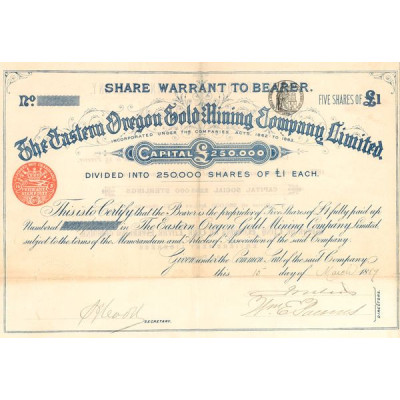 SHARE WARRANT TO BEARER.
No
FIVE SHARES OF £1
The Eastern Oregon Gold Mining Company, Limited.
INCORPORATED UNDER THE COMPANIES ACTS, 1862 TO 1883.
CAPITAL £250,000
DIVIDED INTO 250,000 SHARES OF £1 EACH.
This is to Certify that the Bearer is the proprietor of Five Shares of £1 fully paid up
Numbered in The Eastern Oregon Gold Mining Company, Limited,
subject to the terms of the Memorandum and Articles of Association of the said Company.
Given under the Common Seal of the said Company
this 15 day of March 18
SECRETARY.
DIRECTORS.